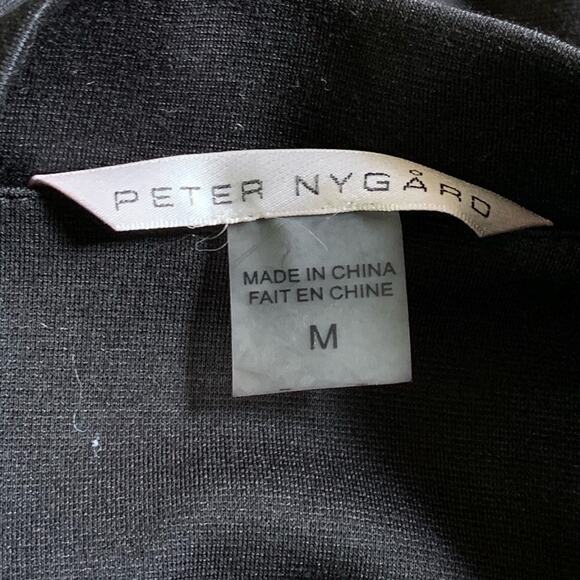 PETER NYGÅRD
MADE IN CHINA
FAIT EN CHINE
M